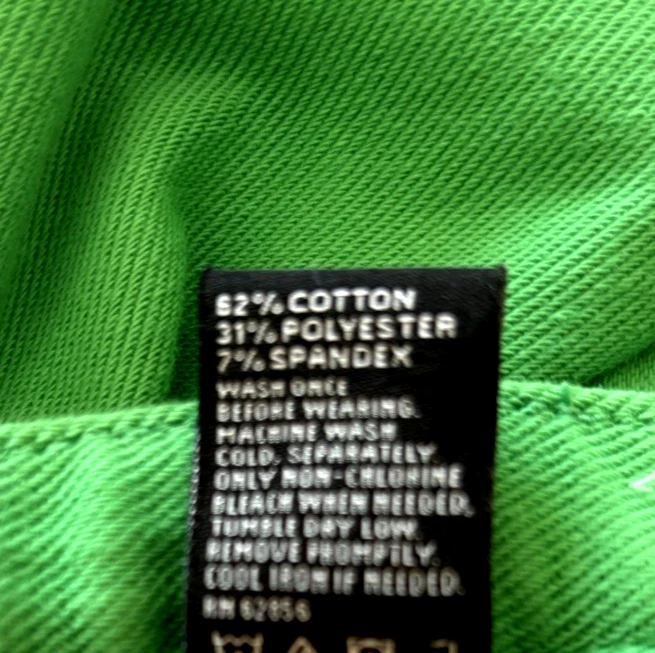 62% COTTON
31% POLYESTER
7% SPANDEX
WASH ONCE
BEFORE WEARING.
MACHINE WASH
COLD, SEPARATELY.
ONLY NON-CHLORINE
BLEACH WHEN NEEDED.
TUMBLE DRY LOW.
REMOVE PROMPTLY.
COOL IRON IF NEEDED.
RN 62856